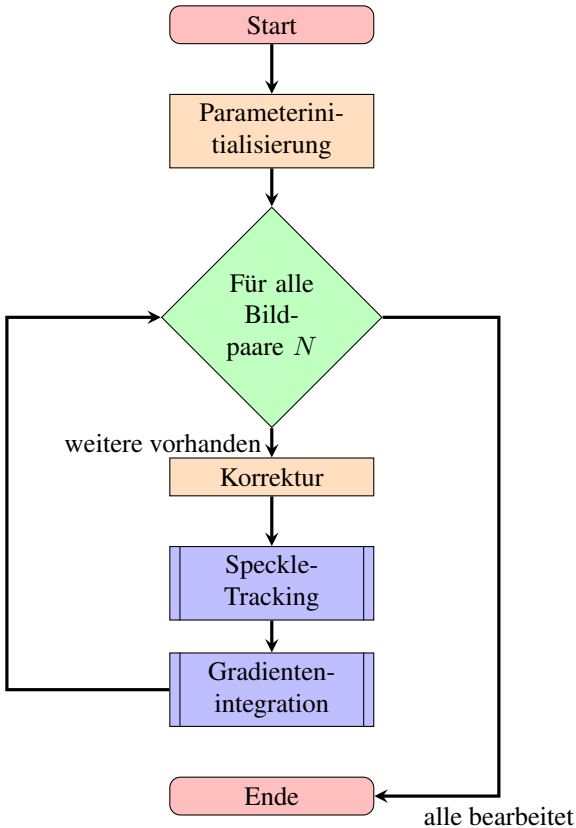 Start
Parameterini-
tialisierung
Für alle
Bild-
paare N
weitere vorhanden
Korrektur
Speckle-
Tracking
Gradienten-
integration
Ende
alle bearbeitet